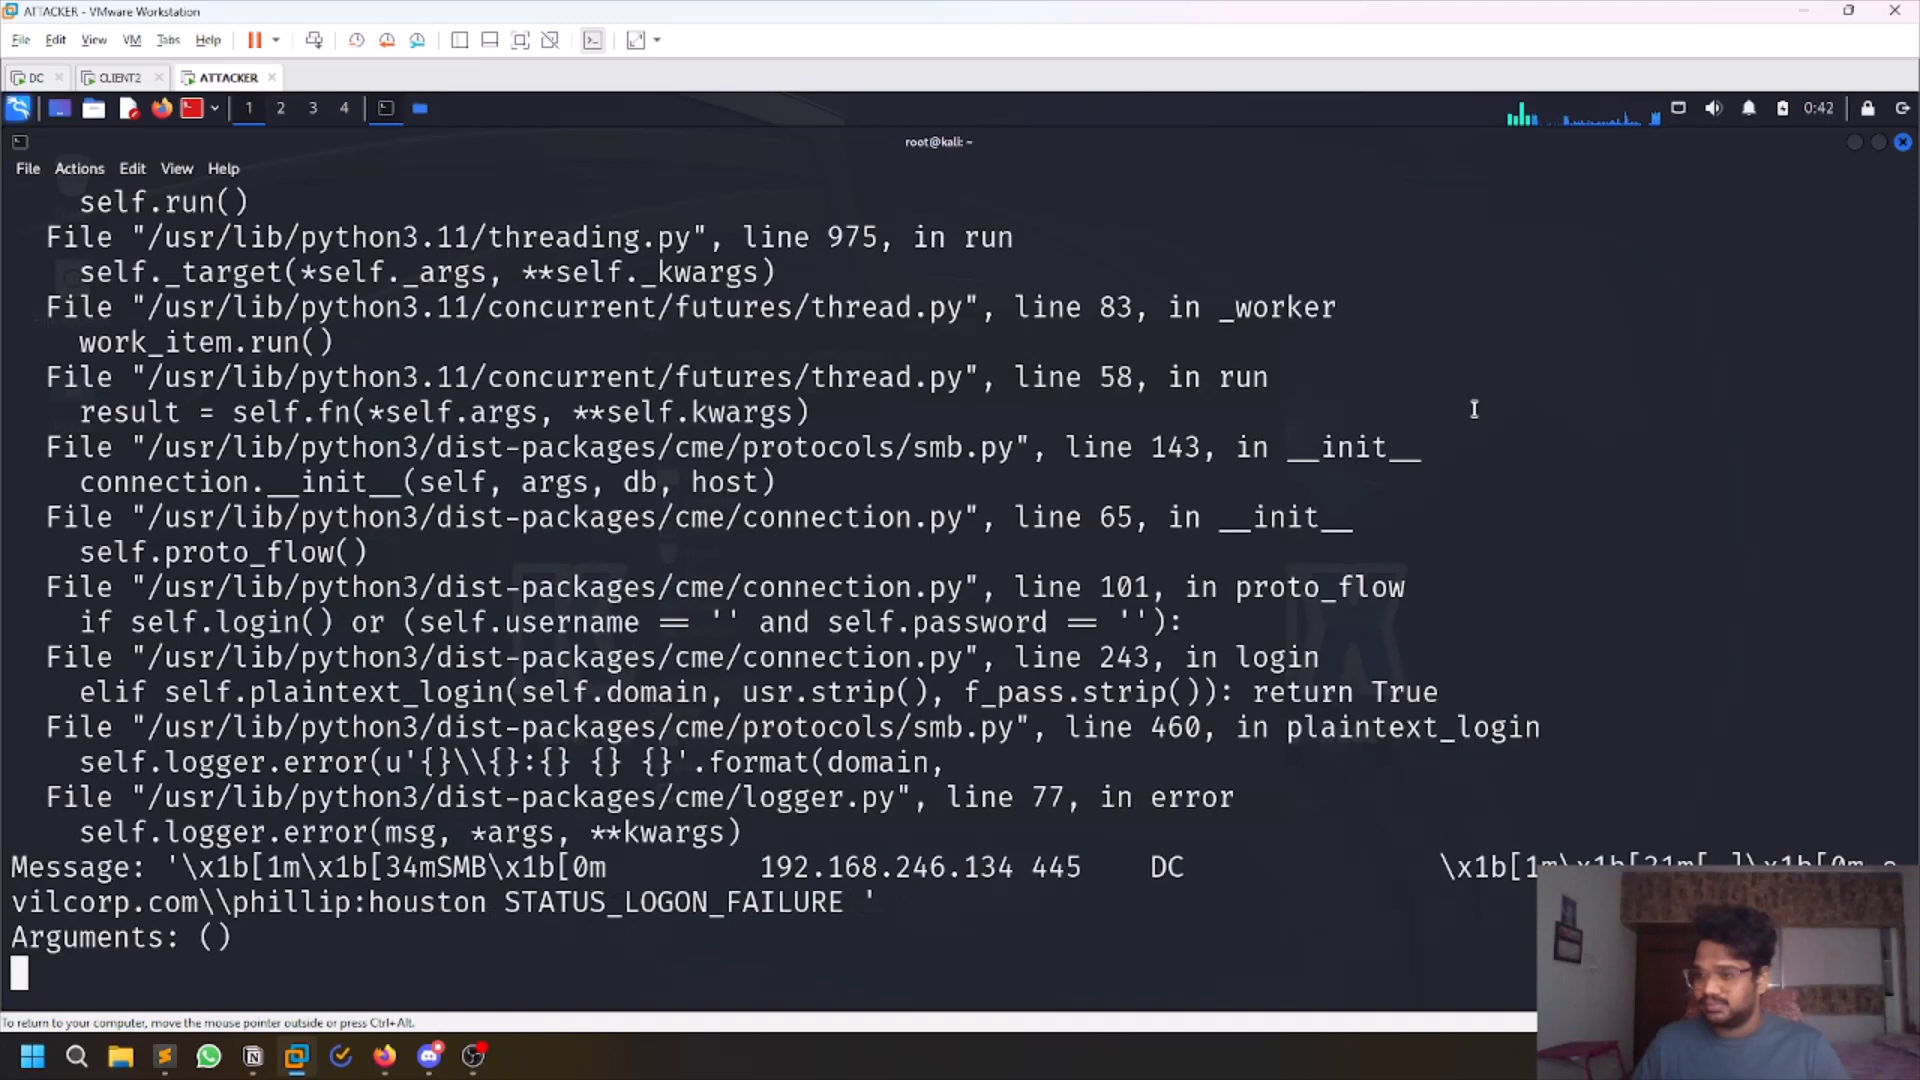 ATTACKER - VMware Workstation
File Edit View VM Tabs Help
DC CLIENT2 ATTACKER
1 2 3 4 0:42
root@kali: ~
File Actions Edit View Help
self.run()
File "/usr/lib/python3.11/threading.py", line 975, in run
self._target(*self._args, **self._kwargs)
File "/usr/lib/python3.11/concurrent/futures/thread.py", line 83, in _worker
work_item.run()
File "/usr/lib/python3.11/concurrent/futures/thread.py", line 58, in run
result = self.fn(*self.args, **self.kwargs)
File "/usr/lib/python3/dist-packages/cme/protocols/smb.py", line 143, in __init__
connection.__init__(self, args, db, host)
File "/usr/lib/python3/dist-packages/cme/connection.py", line 65, in __init__
self.proto_flow()
File "/usr/lib/python3/dist-packages/cme/connection.py", line 101, in proto_flow
if self.login() or (self.username == '' and self.password == ''):
File "/usr/lib/python3/dist-packages/cme/connection.py", line 243, in login
elif self.plaintext_login(self.domain, usr.strip(), f_pass.strip()): return True
File "/usr/lib/python3/dist-packages/cme/protocols/smb.py", line 460, in plaintext_login
self.logger.error(u'{}\\{}:{} {} {}'.format(domain,
File "/usr/lib/python3/dist-packages/cme/logger.py", line 77, in error
self.logger.error(msg, *args, **kwargs)
Message: '\x1b[1m\x1b[34mSMB\x1b[0m 192.168.246.134 445 DC
vilcorp.com\\phillip:houston STATUS_LOGON_FAILURE '
Arguments: ()
To return to your computer, move the mouse pointer outside or press Ctrl+Alt.